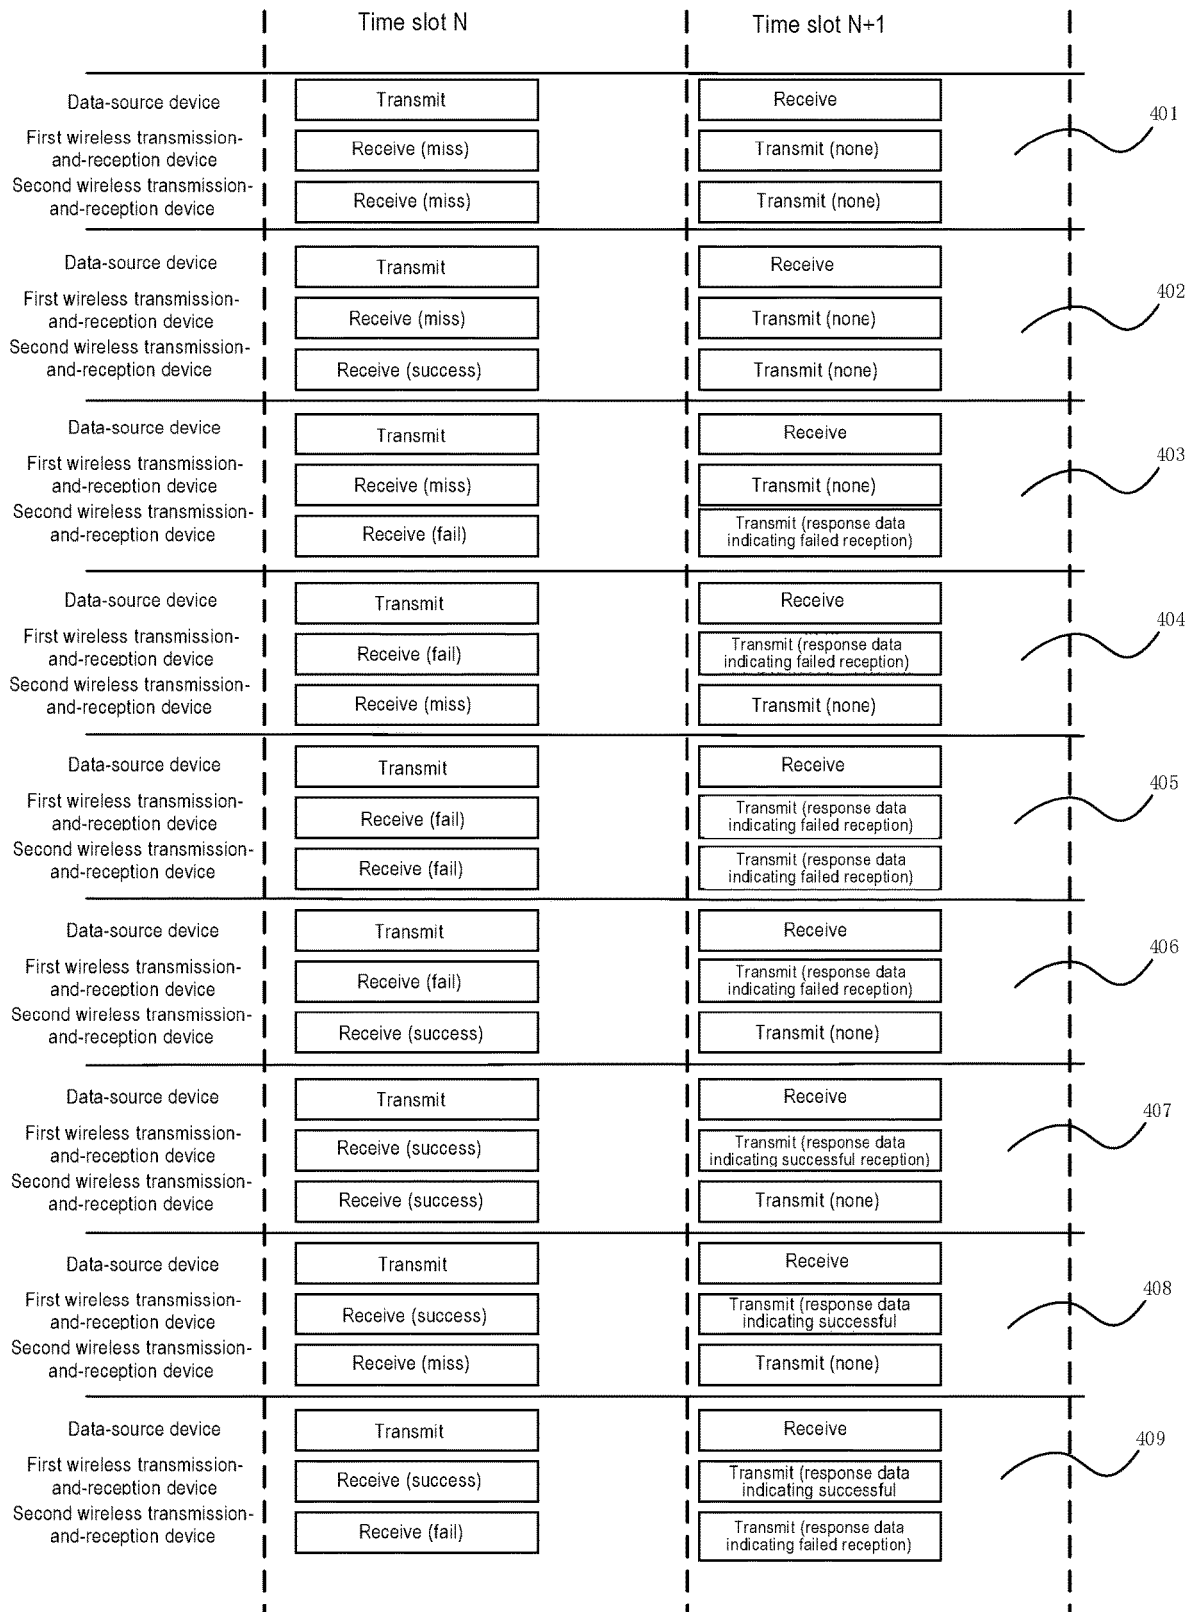 Time slot N
Time slot N+1
Data-source device
Transmit
Receive
401
First wireless transmission-
and-reception device
Receive (miss)
Transmit (none)
Second wireless transmission-
and-reception device
Receive (miss)
Transmit (none)
Data-source device
Transmit
Receive
402
First wireless transmission-
and-reception device
Receive (miss)
Transmit (none)
Second wireless transmission-
and-reception device
Receive (success)
Transmit (none)
Data-source device
Transmit
Receive
403
First wireless transmission-
and-reception device
Receive (miss)
Transmit (none)
Second wireless transmission-
and-reception device
Receive (fail)
Transmit (response data
indicating failed reception)
Data-source device
Transmit
Receive
404
First wireless transmission-
and-reception device
Receive (fail)
Transmit (response data
indicating failed reception)
Second wireless transmission-
and-reception device
Receive (miss)
Transmit (none)
Data-source device
Transmit
Receive
405
First wireless transmission-
and-reception device
Receive (fail)
Transmit (response data
indicating failed reception)
Second wireless transmission-
and-reception device
Receive (fail)
Transmit (response data
indicating failed reception)
Data-source device
Transmit
Receive
406
First wireless transmission-
and-reception device
Receive (fail)
Transmit (response data
indicating failed reception)
Second wireless transmission-
and-reception device
Receive (success)
Transmit (none)
Data-source device
Transmit
Receive
407
First wireless transmission-
and-reception device
Receive (success)
Transmit (response data
indicating successful reception)
Second wireless transmission-
and-reception device
Receive (success)
Transmit (none)
Data-source device
Transmit
Receive
408
First wireless transmission-
and-reception device
Receive (success)
Transmit (response data
indicating successful
Second wireless transmission-
and-reception device
Receive (miss)
Transmit (none)
Data-source device
Transmit
Receive
409
First wireless transmission-
and-reception device
Receive (success)
Transmit (response data
indicating successful
Second wireless transmission-
and-reception device
Receive (fail)
Transmit (response data
indicating failed reception)